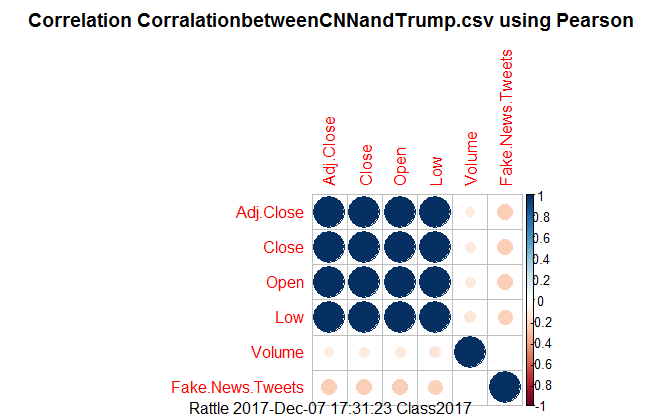 Correlation CorralationbetweenCNNandTrump.csv using Pearson
Adj.Close
Close
Open
Low
Volume
Fake.News.Tweets
Adj.Close
Close
Open
Low
Volume
Fake.News.Tweets
1
0.8
0.6
0.4
0.2
0
-0.2
-0.4
-0.6
-0.8
-1
Rattle 2017-Dec-07 17:31:23 Class2017